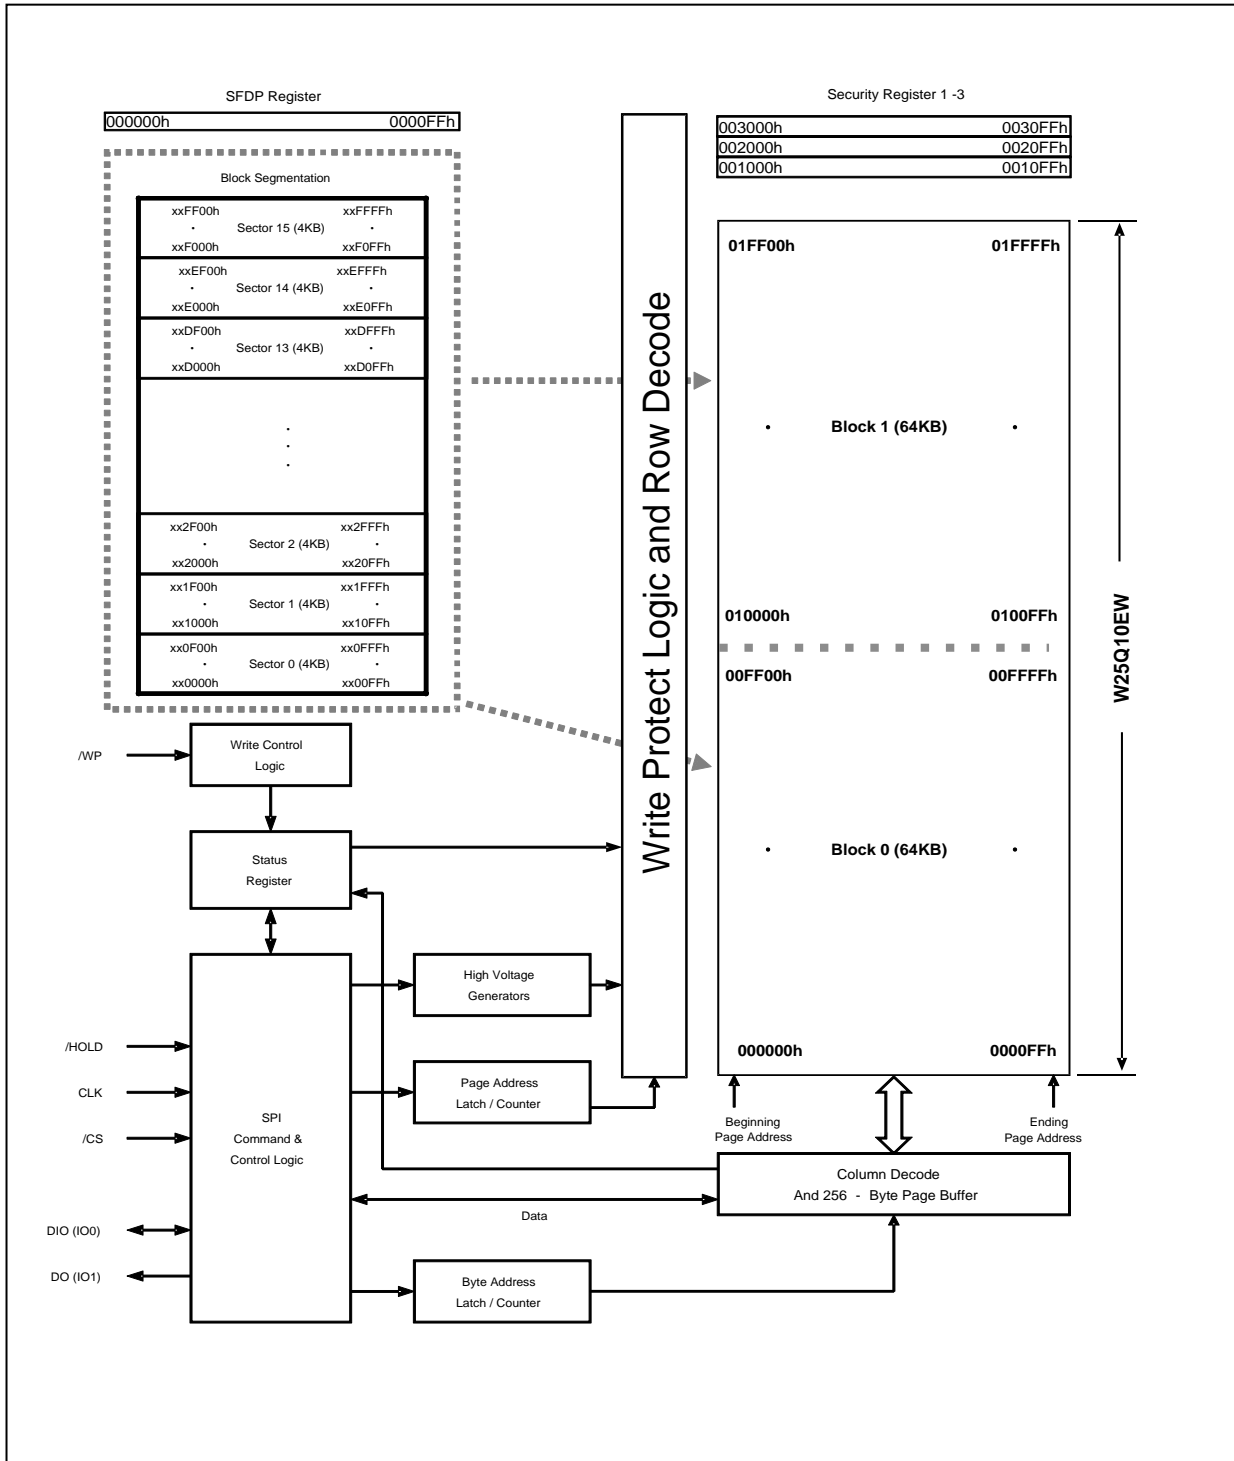 SFDP Register
000000h 0000FFh
Block Segmentation
xxFF00h xxFFFFh
· Sector 15 (4KB) ·
xxF000h xxF0FFh
xxEF00h xxEFFFh
· Sector 14 (4KB) ·
xxE000h xxE0FFh
xxDF00h xxDFFFh
· Sector 13 (4KB) ·
xxD000h xxD0FFh
·
·
·
xx2F00h xx2FFFh
· Sector 2 (4KB) ·
xx2000h xx20FFh
xx1F00h xx1FFFh
· Sector 1 (4KB) ·
xx1000h xx10FFh
xx0F00h xx0FFFh
· Sector 0 (4KB) ·
xx0000h xx00FFh
Write Protect Logic and Row Decode
Security Register 1 -3
003000h 0030FFh
002000h 0020FFh
001000h 0010FFh
01FF00h 01FFFFh
· Block 1 (64KB) ·
010000h 0100FFh
00FF00h 00FFFFh
· Block 0 (64KB) ·
000000h 0000FFh
W25Q10EW
Beginning
Page Address
Ending
Page Address
/WP
Write Control
Logic
Status
Register
High Voltage
Generators
/HOLD
CLK
/CS
DIO (IO0)
DO (IO1)
SPI
Command &
Control Logic
Page Address
Latch / Counter
Column Decode
And 256 - Byte Page Buffer
Data
Byte Address
Latch / Counter